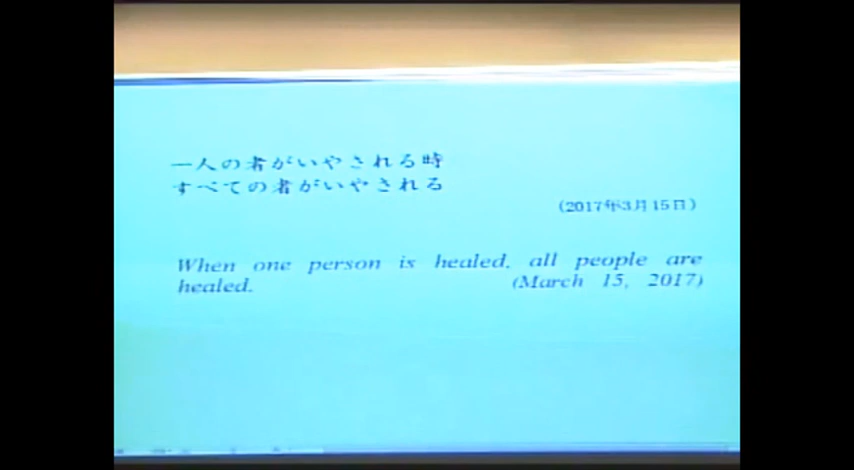 一人の者がいやされる時
すべての者がいやされる
(2017年3月15日)
When one person is healed, all people are
healed. (March 15, 2017)